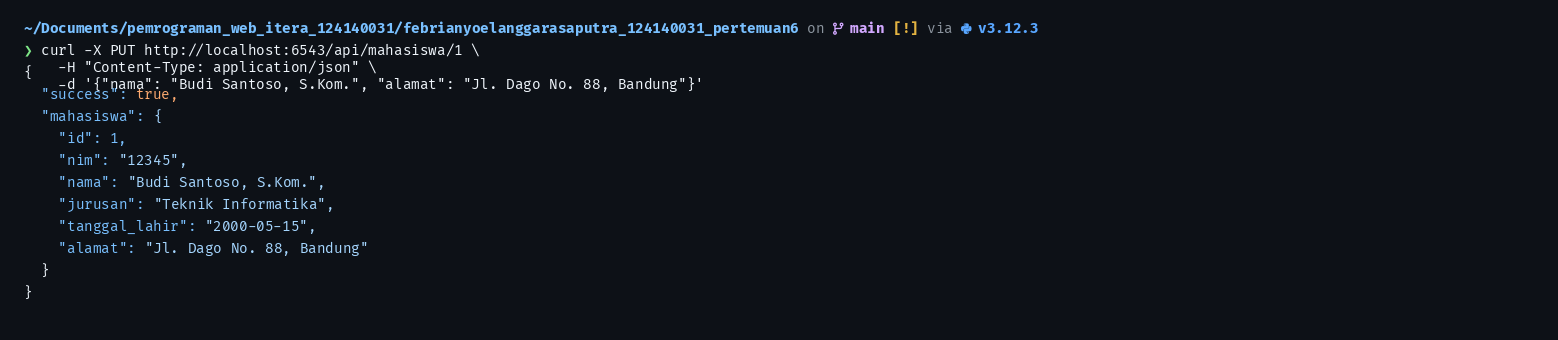 ~/Documents/pemrograman_web_itera_124140031/febrianyoelanggarasaputra_124140031_pertemuan6 on main [!] via v3.12.3
❯ curl -X PUT http://localhost:6543/api/mahasiswa/1 \
-H "Content-Type: application/json" \
{
-d '{"nama": "Budi Santoso, S.Kom.", "alamat": "Jl. Dago No. 88, Bandung"}'
"success": true,
"mahasiswa": {
"id": 1,
"nim": "12345",
"nama": "Budi Santoso, S.Kom.",
"jurusan": "Teknik Informatika",
"tanggal_lahir": "2000-05-15",
"alamat": "Jl. Dago No. 88, Bandung"
}
}